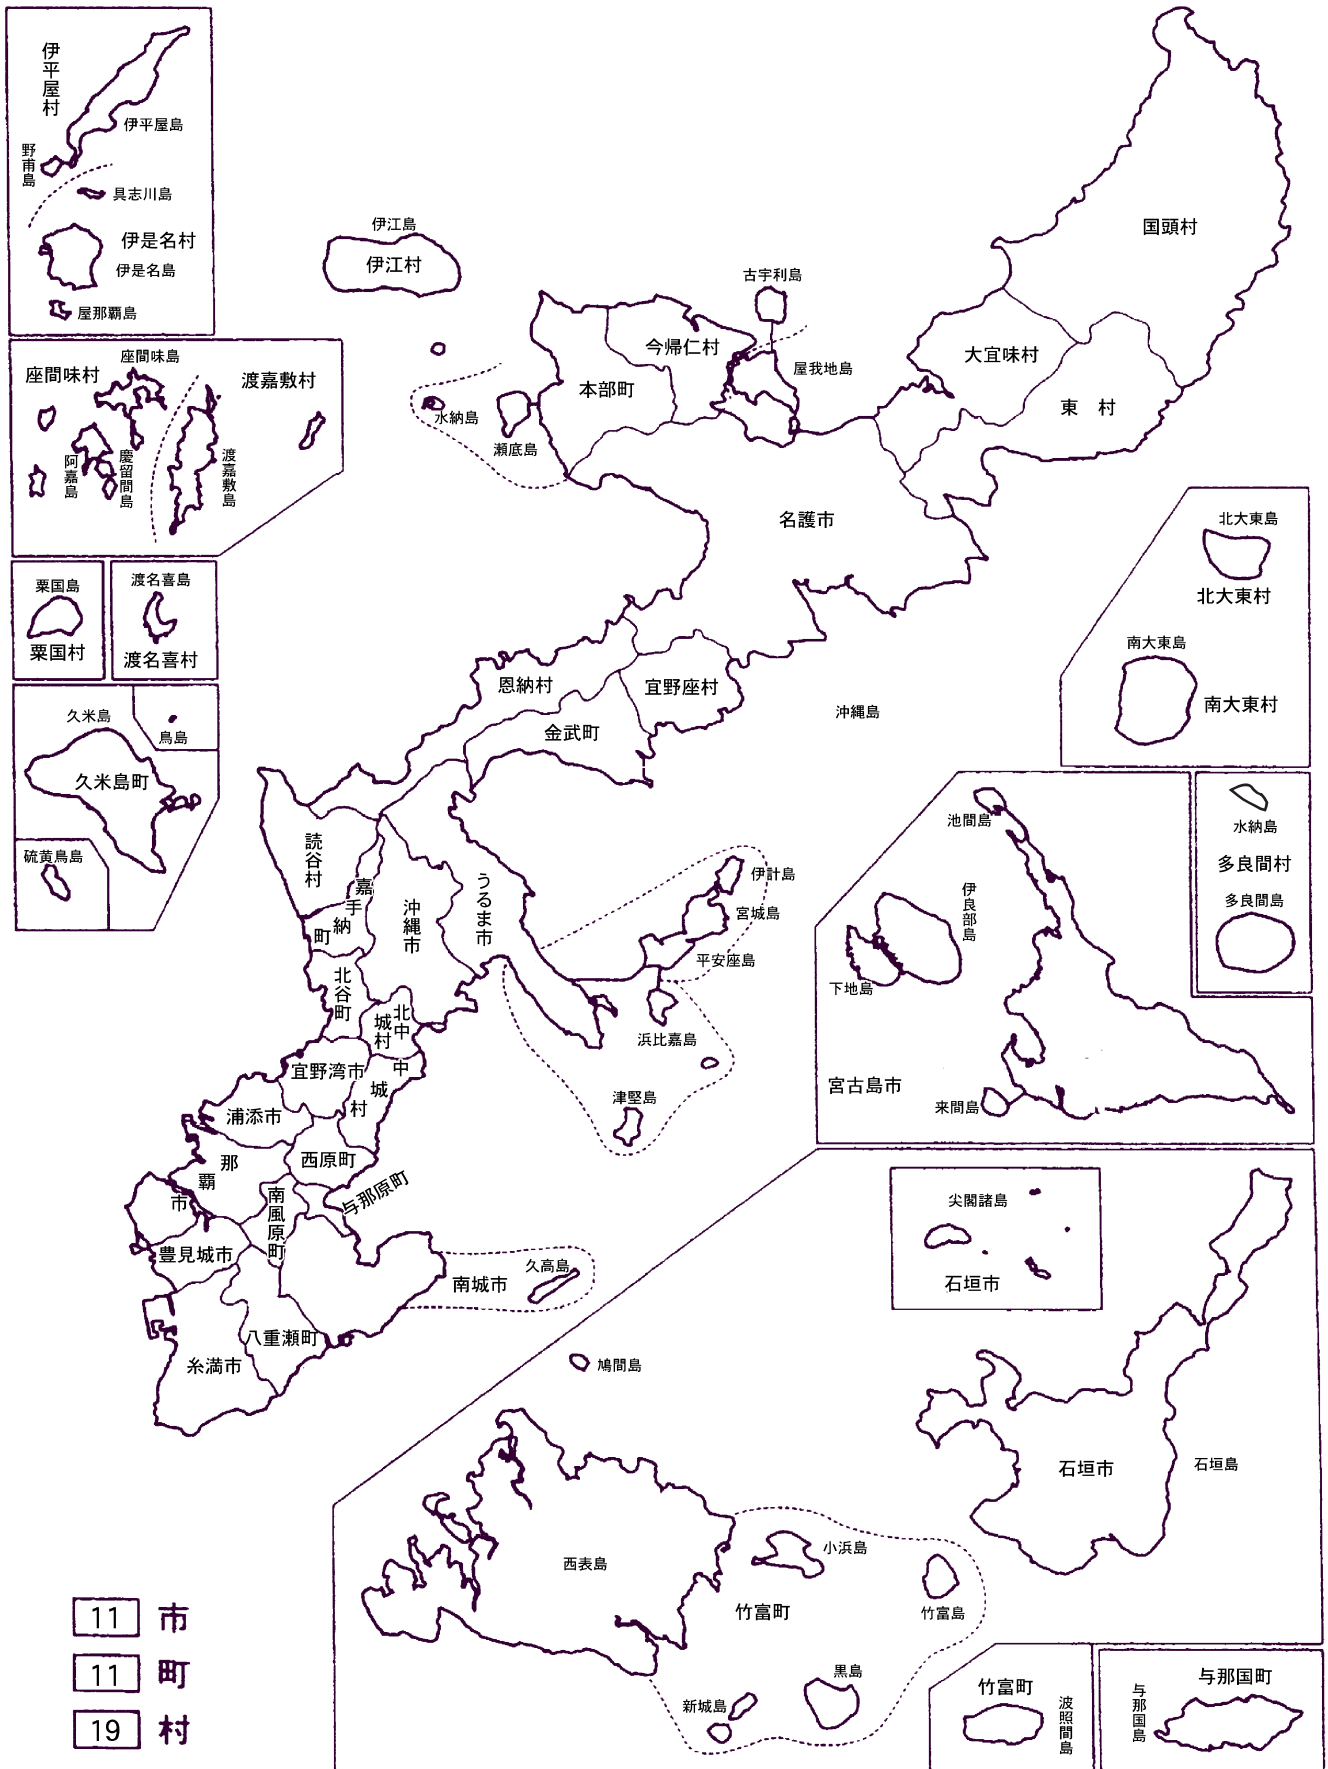 伊平屋村
伊平屋島
野甫島
具志川島
伊是名村
伊是名島
屋那覇島
座間味島
座間味村
渡嘉敷村
阿嘉島
慶留間島
渡嘉敷島
粟国島
粟国村
渡名喜島
渡名喜村
久米島
鳥島
久米島町
硫黄鳥島
伊江島
伊江村
古宇利島
今帰仁村
屋我地島
本部町
水納島
瀬底島
国頭村
大宜味村
東 村
名護市
恩納村
宜野座村
金武町
沖縄島
北大東島
北大東村
南大東島
南大東村
読谷村
嘉手納町
沖縄市
うるま市
伊計島
宮城島
平安座島
浜比嘉島
津堅島
北谷町
北中城村
宜野湾市
中城村
浦添市
西原町
那覇市
南風原町
与那原町
豊見城市
南城市
久高島
八重瀬町
糸満市
池間島
伊良部島
下地島
宮古島市
来間島
水納島
多良間村
多良間島
尖閣諸島
石垣市
石垣市
石垣島
鳩間島
西表島
小浜島
竹富町
竹富島
黒島
新城島
竹富町
波照間島
与那国町
与那国島
11 市
11 町
19 村